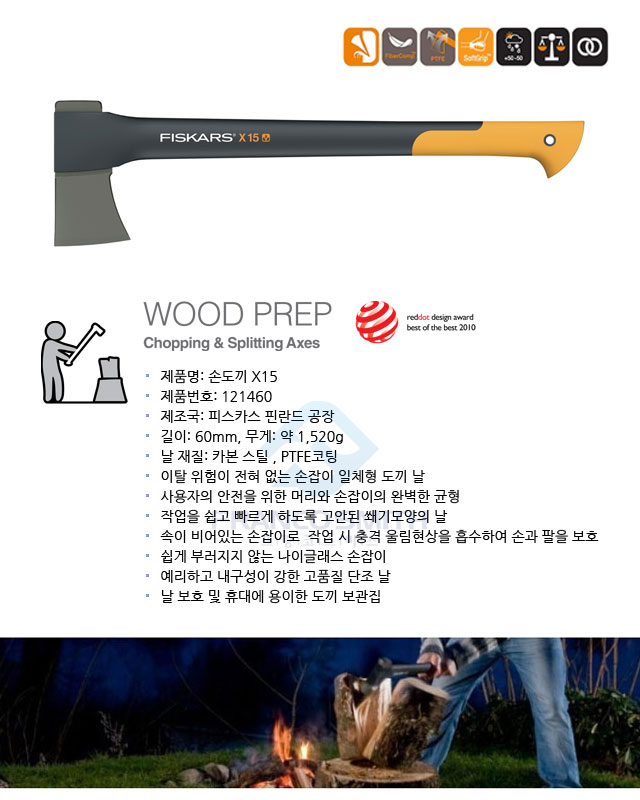 FiberComp™
PTFE
SoftGrip™
+50 -50
FISKARS® X15
WOOD PREP
Chopping & Splitting Axes
reddot design award
best of the best 2010
제품명: 손도끼 X15
제품번호: 121460
제조국: 피스카스 핀란드 공장
길이: 60mm, 무게: 약 1,520g
날 재질: 카본 스틸 , PTFE코팅
이탈 위험이 전혀 없는 손잡이 일체형 도끼 날
사용자의 안전을 위한 머리와 손잡이의 완벽한 균형
작업을 쉽고 빠르게 하도록 고안된 쐐기모양의 날
FRANCO SMITH
속이 비어있는 손잡이로 작업 시 충격 울림현상을 흡수하여 손과 팔을 보호
쉽게 부러지지 않는 나이글래스 손잡이
예리하고 내구성이 강한 고품질 단조 날
날 보호 및 휴대에 용이한 도끼 보관집